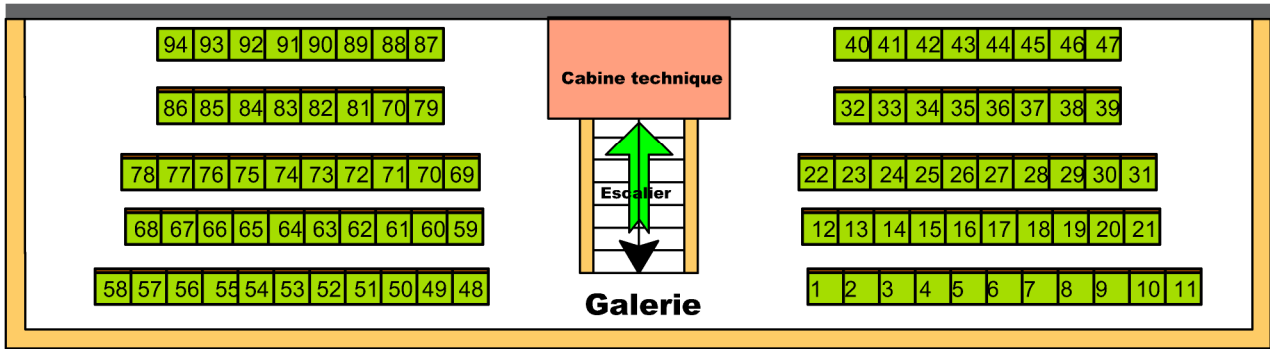 94 93 92 91 90 89 88 87
40 41 42 43 44 45 46 47
Cabine technique
86 85 84 83 82 81 70 79
32 33 34 35 36 37 38 39
78 77 76 75 74 73 72 71 70 69
22 23 24 25 26 27 28 29 30 31
Escalier
68 67 66 65 64 63 62 61 60 59
12 13 14 15 16 17 18 19 20 21
58 57 56 55 54 53 52 51 50 49 48
1 2 3 4 5 6 7 8 9 10 11
Galerie